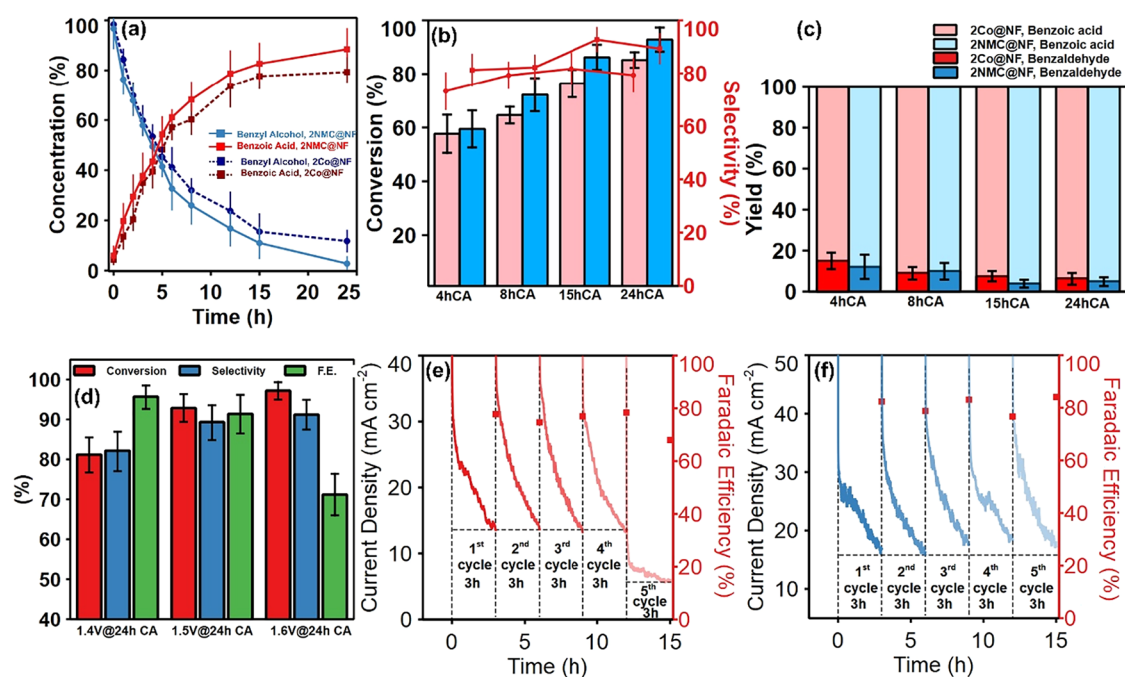 (a)
Concentration (%)
100
80
60
40
20
0
Benzyl Alcohol, 2NMC@NF
Benzoic Acid, 2NMC@NF
Benzyl Alcohol, 2Co@NF
Benzoic Acid, 2Co@NF
0 5 10 15 20 25
Time (h)
(b)
Conversion (%)
100
80
60
40
20
4hCA 8hCA 15hCA 24hCA
100
80
60
40
20
0
Selectivity (%)
(c)
2Co@NF, Benzoic acid
2NMC@NF, Benzoic acid
2Co@NF, Benzaldehyde
2NMC@NF, Benzaldehyde
Yield (%)
100
80
60
40
20
0
4hCA 8hCA 15hCA 24hCA
(d)
Conversion Selectivity F.E.
(%)
100
90
80
70
60
50
40
1.4V@24h CA 1.5V@24h CA 1.6V@24h CA
(e)
Current Density (mA cm-2)
40
30
20
10
0
1st cycle 3h
2nd cycle 3h
3rd cycle 3h
4th cycle 3h
5th cycle 3h
0 5 10 15
Time (h)
100
80
60
40
20
0
Faradaic Efficiency (%)
(f)
Current Density (mA cm-2)
50
40
30
20
10
1st cycle 3h
2nd cycle 3h
3rd cycle 3h
4th cycle 3h
5th cycle 3h
0 5 10 15
Time (h)
100
80
60
40
20
0
Faradaic Efficiency (%)